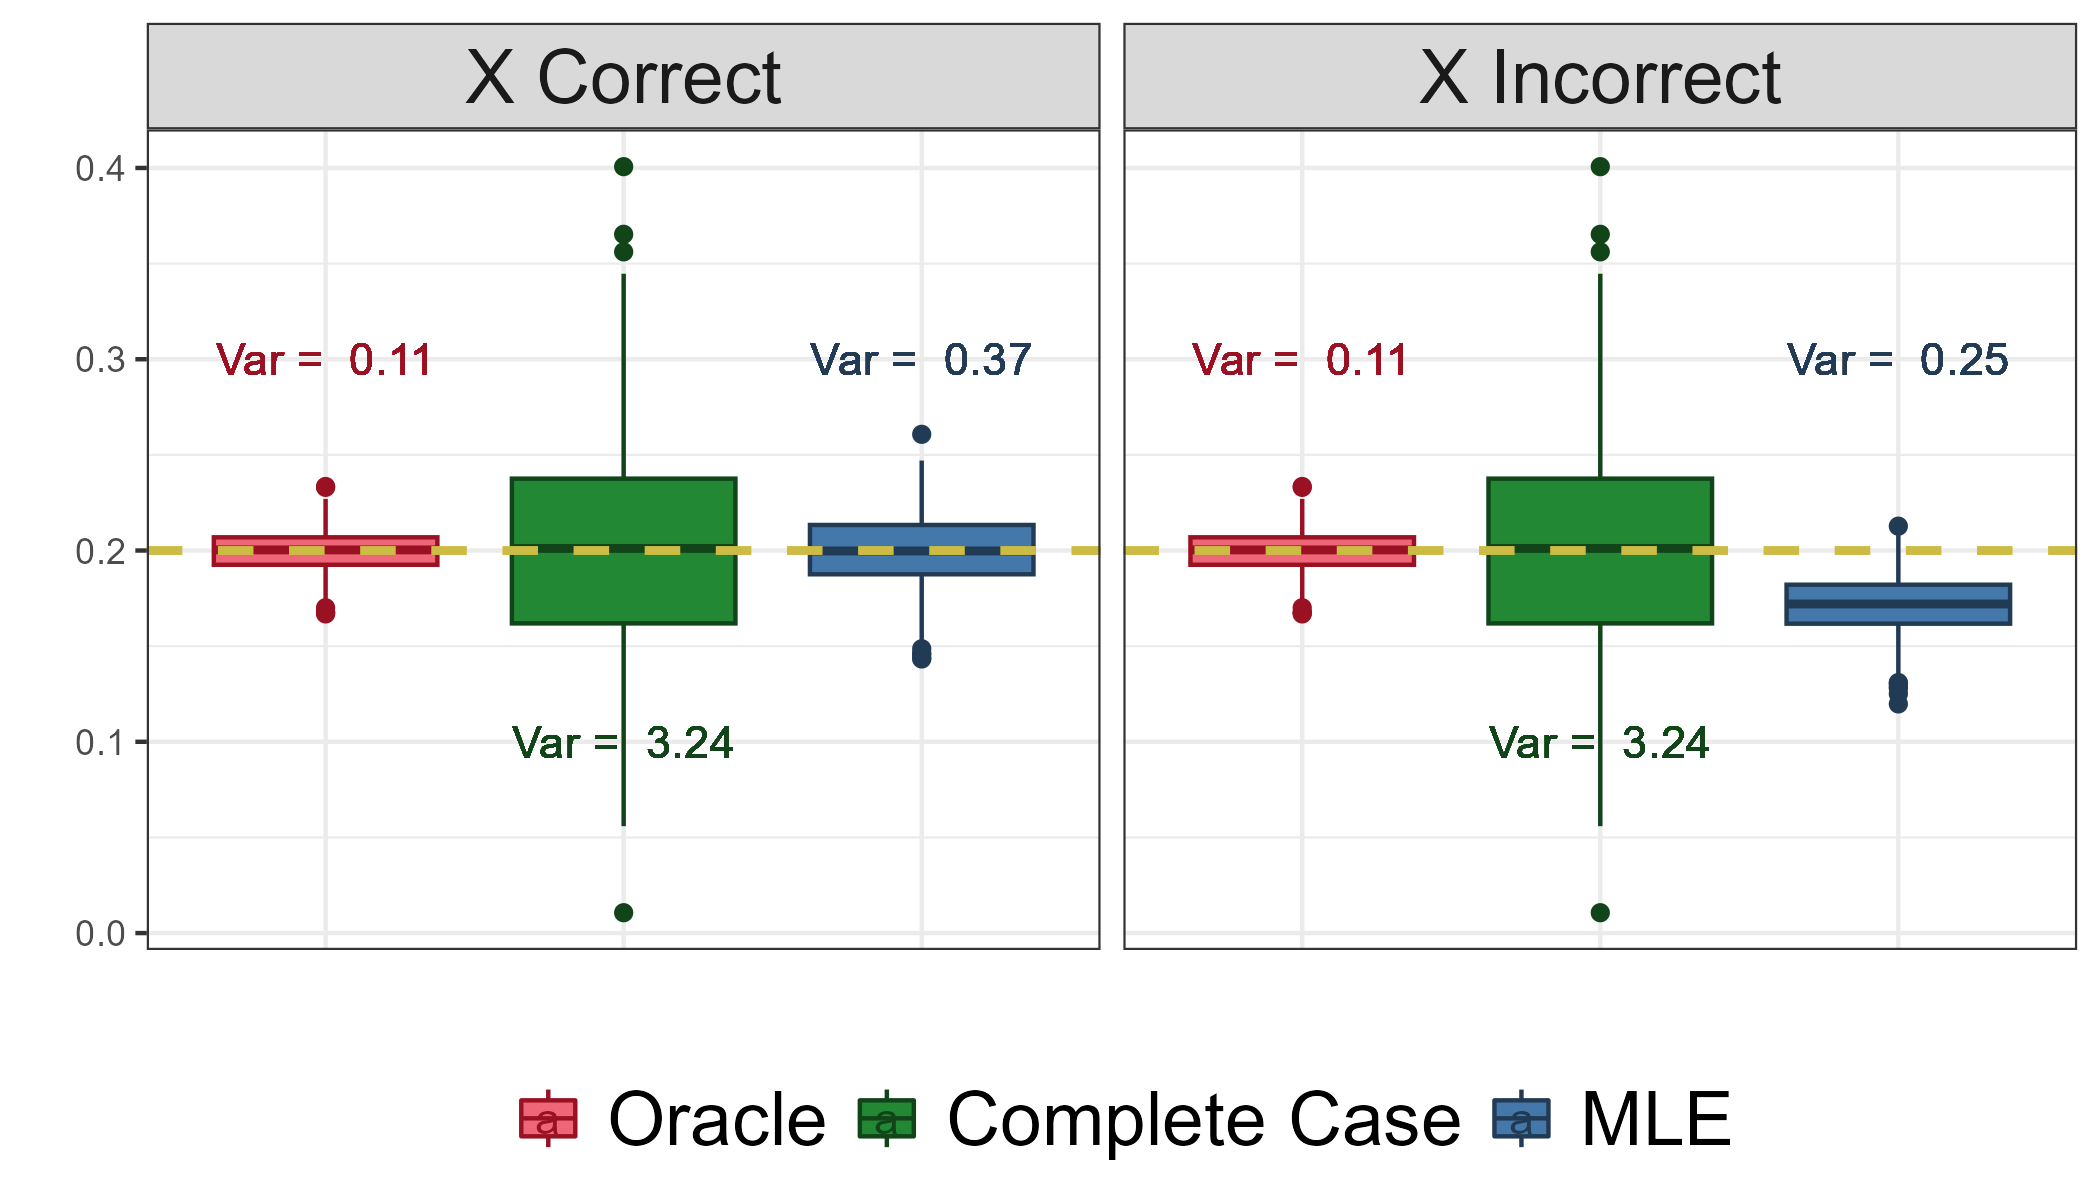 X Correct
X Incorrect
0.4
0.3
0.2
0.1
0.0
Var = 0.11
Var = 0.37
Var = 3.24
Var = 0.11
Var = 0.25
Var = 3.24
a Oracle a Complete Case a MLE